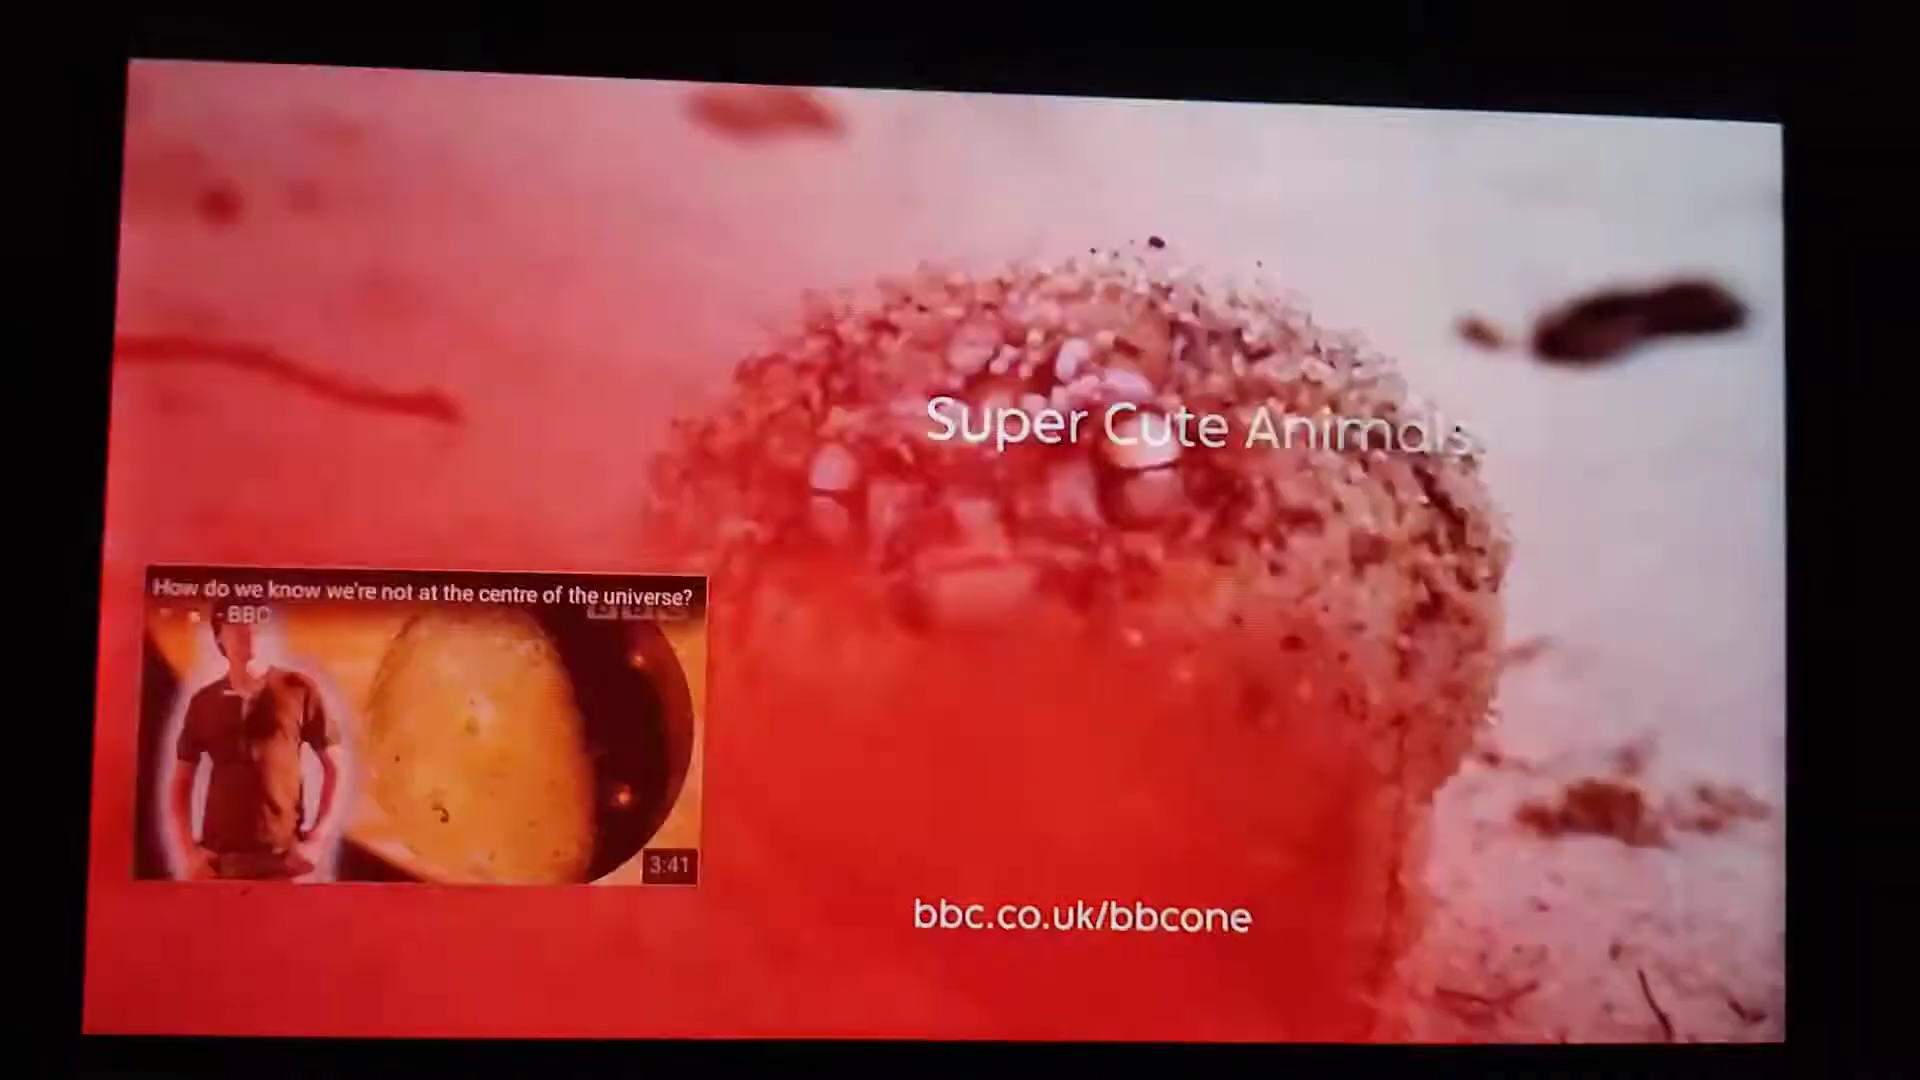 Super Cute Animals.
How do we know we're not at the centre of the universe?
- BBC
3:41
bbc.co.uk/bbcone